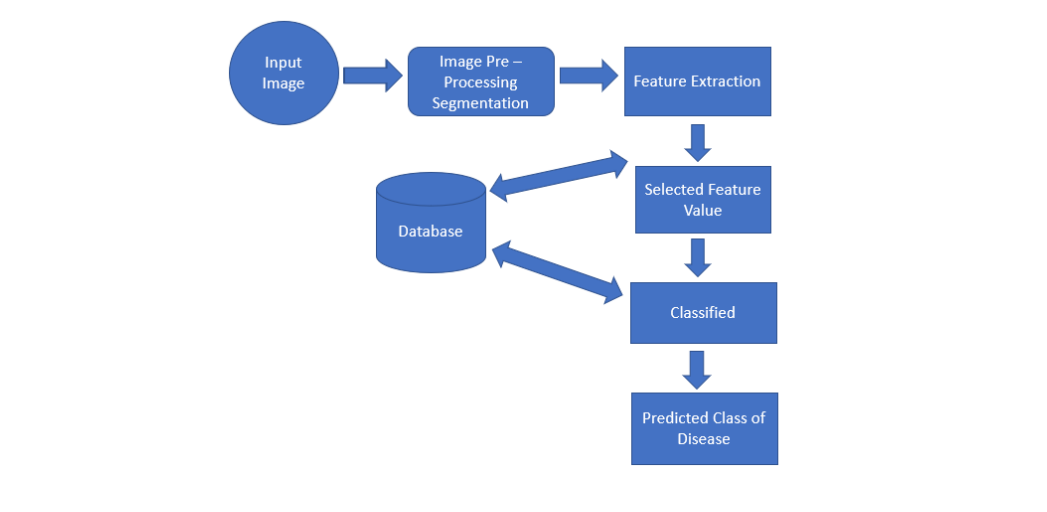 Input
Image
Image Pre –
Processing
Segmentation
Feature Extraction
Selected Feature
Value
Database
Classified
Predicted Class of
Disease